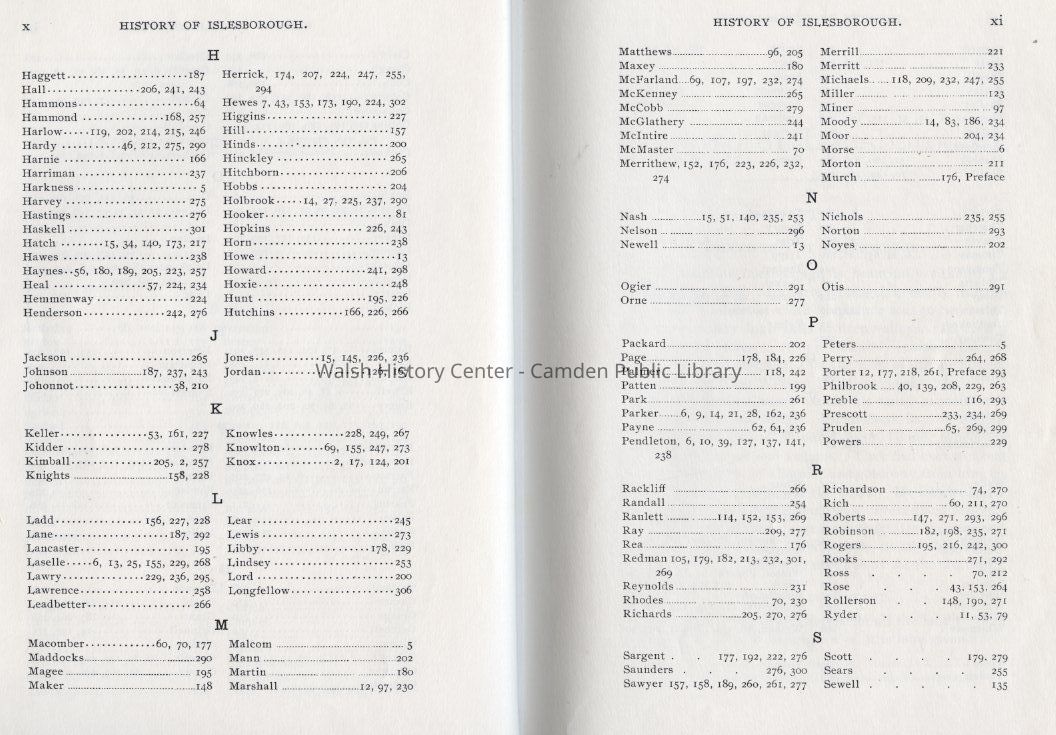 x HISTORY OF ISLESBOROUGH.
H
Haggett 187
Hall 206, 241, 243
Hammons 64
Hammond 168, 257
Harlow 119, 202, 214, 215, 246
Hardy 46, 212, 275, 290
Harnie 166
Harriman 237
Harkness 5
Harvey 275
Hastings 276
Haskell 301
Hatch 15, 34, 140, 173, 217
Hawes 238
Haynes 56, 180, 189, 205, 223, 257
Heal 57, 224, 234
Hemmenway 224
Henderson 242, 276
Herrick, 174, 207, 224, 247, 255,
294
Hewes 7, 43, 153, 173, 190, 224, 302
Higgins 227
Hill 157
Hinds 200
Hinckley 265
Hitchborn 206
Hobbs 204
Holbrook 14, 27, 225, 237, 290
Hooker 81
Hopkins 226, 243
Horn 238
Howe 13
Howard 241, 298
Hoxie 248
Hunt 195, 226
Hutchins 166, 226, 266
J
Jackson 265
Johnson 187, 237, 243
Johonnot 38, 210
Jones 15, 145, 226, 236
Jordan
K
Keller 53, 161, 227
Kidder 278
Kimball 205, 2, 257
Knights 158, 228
Knowles 228, 249, 267
Knowlton 69, 155, 247, 273
Knox 2, 17, 124, 201
L
Ladd 156, 227, 228
Lane 187, 292
Lancaster 195
Laselle 6, 13, 25, 155, 229, 268
Lawry 229, 236, 295
Lawrence 258
Leadbetter 266
Lear 245
Lewis 273
Libby 178, 229
Lindsey 253
Lord 200
Longfellow 306
M
Macomber 60, 70, 177
Maddocks 290
Magee 195
Maker 148
Malcom 5
Mann 202
Martin 180
Marshall 12, 97, 230
HISTORY OF ISLESBOROUGH. xi
Matthews 96, 205
Maxey 180
McFarland 69, 107, 197, 232, 274
McKenney 265
McCobb 279
McGlathery 244
McIntire 241
McMaster 70
Merrithew, 152, 176, 223, 226, 232,
274
Merrill 221
Merritt 233
Michaels 118, 209, 232, 247, 255
Miller 123
Miner 97
Moody 14, 83, 186, 234
Moor 204, 234
Morse 6
Morton 211
Murch 176, Preface
N
Nash 15, 51, 140, 235, 253
Nelson 296
Newell 13
Nichols 235, 255
Norton 293
Noyes 202
O
Ogier 291
Orne 277
Otis 291
P
Packard 202
Page 178, 184, 226
Palmer 118, 242
Patten 199
Park 261
Parker 6, 9, 14, 21, 28, 162, 236
Payne 62, 64, 236
Pendleton, 6, 10, 39, 127, 137, 141,
238
Peters 5
Perry 264, 268
Porter 12, 177, 218, 261, Preface 293
Philbrook 40, 139, 208, 229, 263
Preble 116, 293
Prescott 233, 234, 269
Pruden 65, 269, 299
Powers 229
R
Rackliff 266
Randall 254
Ranlett 114, 152, 153, 269
Ray 209, 277
Rea 176
Redman 105, 179, 182, 213, 232, 301,
269
Reynolds 231
Rhodes 70, 230
Richards 205, 270, 276
Richardson 74, 270
Rich 60, 211, 270
Roberts 147, 271, 293, 296
Robinson 182, 198, 235, 271
Rogers 195, 216, 242, 300
Rooks 271, 292
Ross 70, 212
Rose 43, 153, 264
Rollerson 148, 190, 271
Ryder 11, 53, 79
S
Sargent 177, 192, 222, 276
Saunders 276, 300
Sawyer 157, 158, 189, 260, 261, 277
Scott 179, 279
Sears 255
Sewell 135
Walsh History Center - Camden Public Library